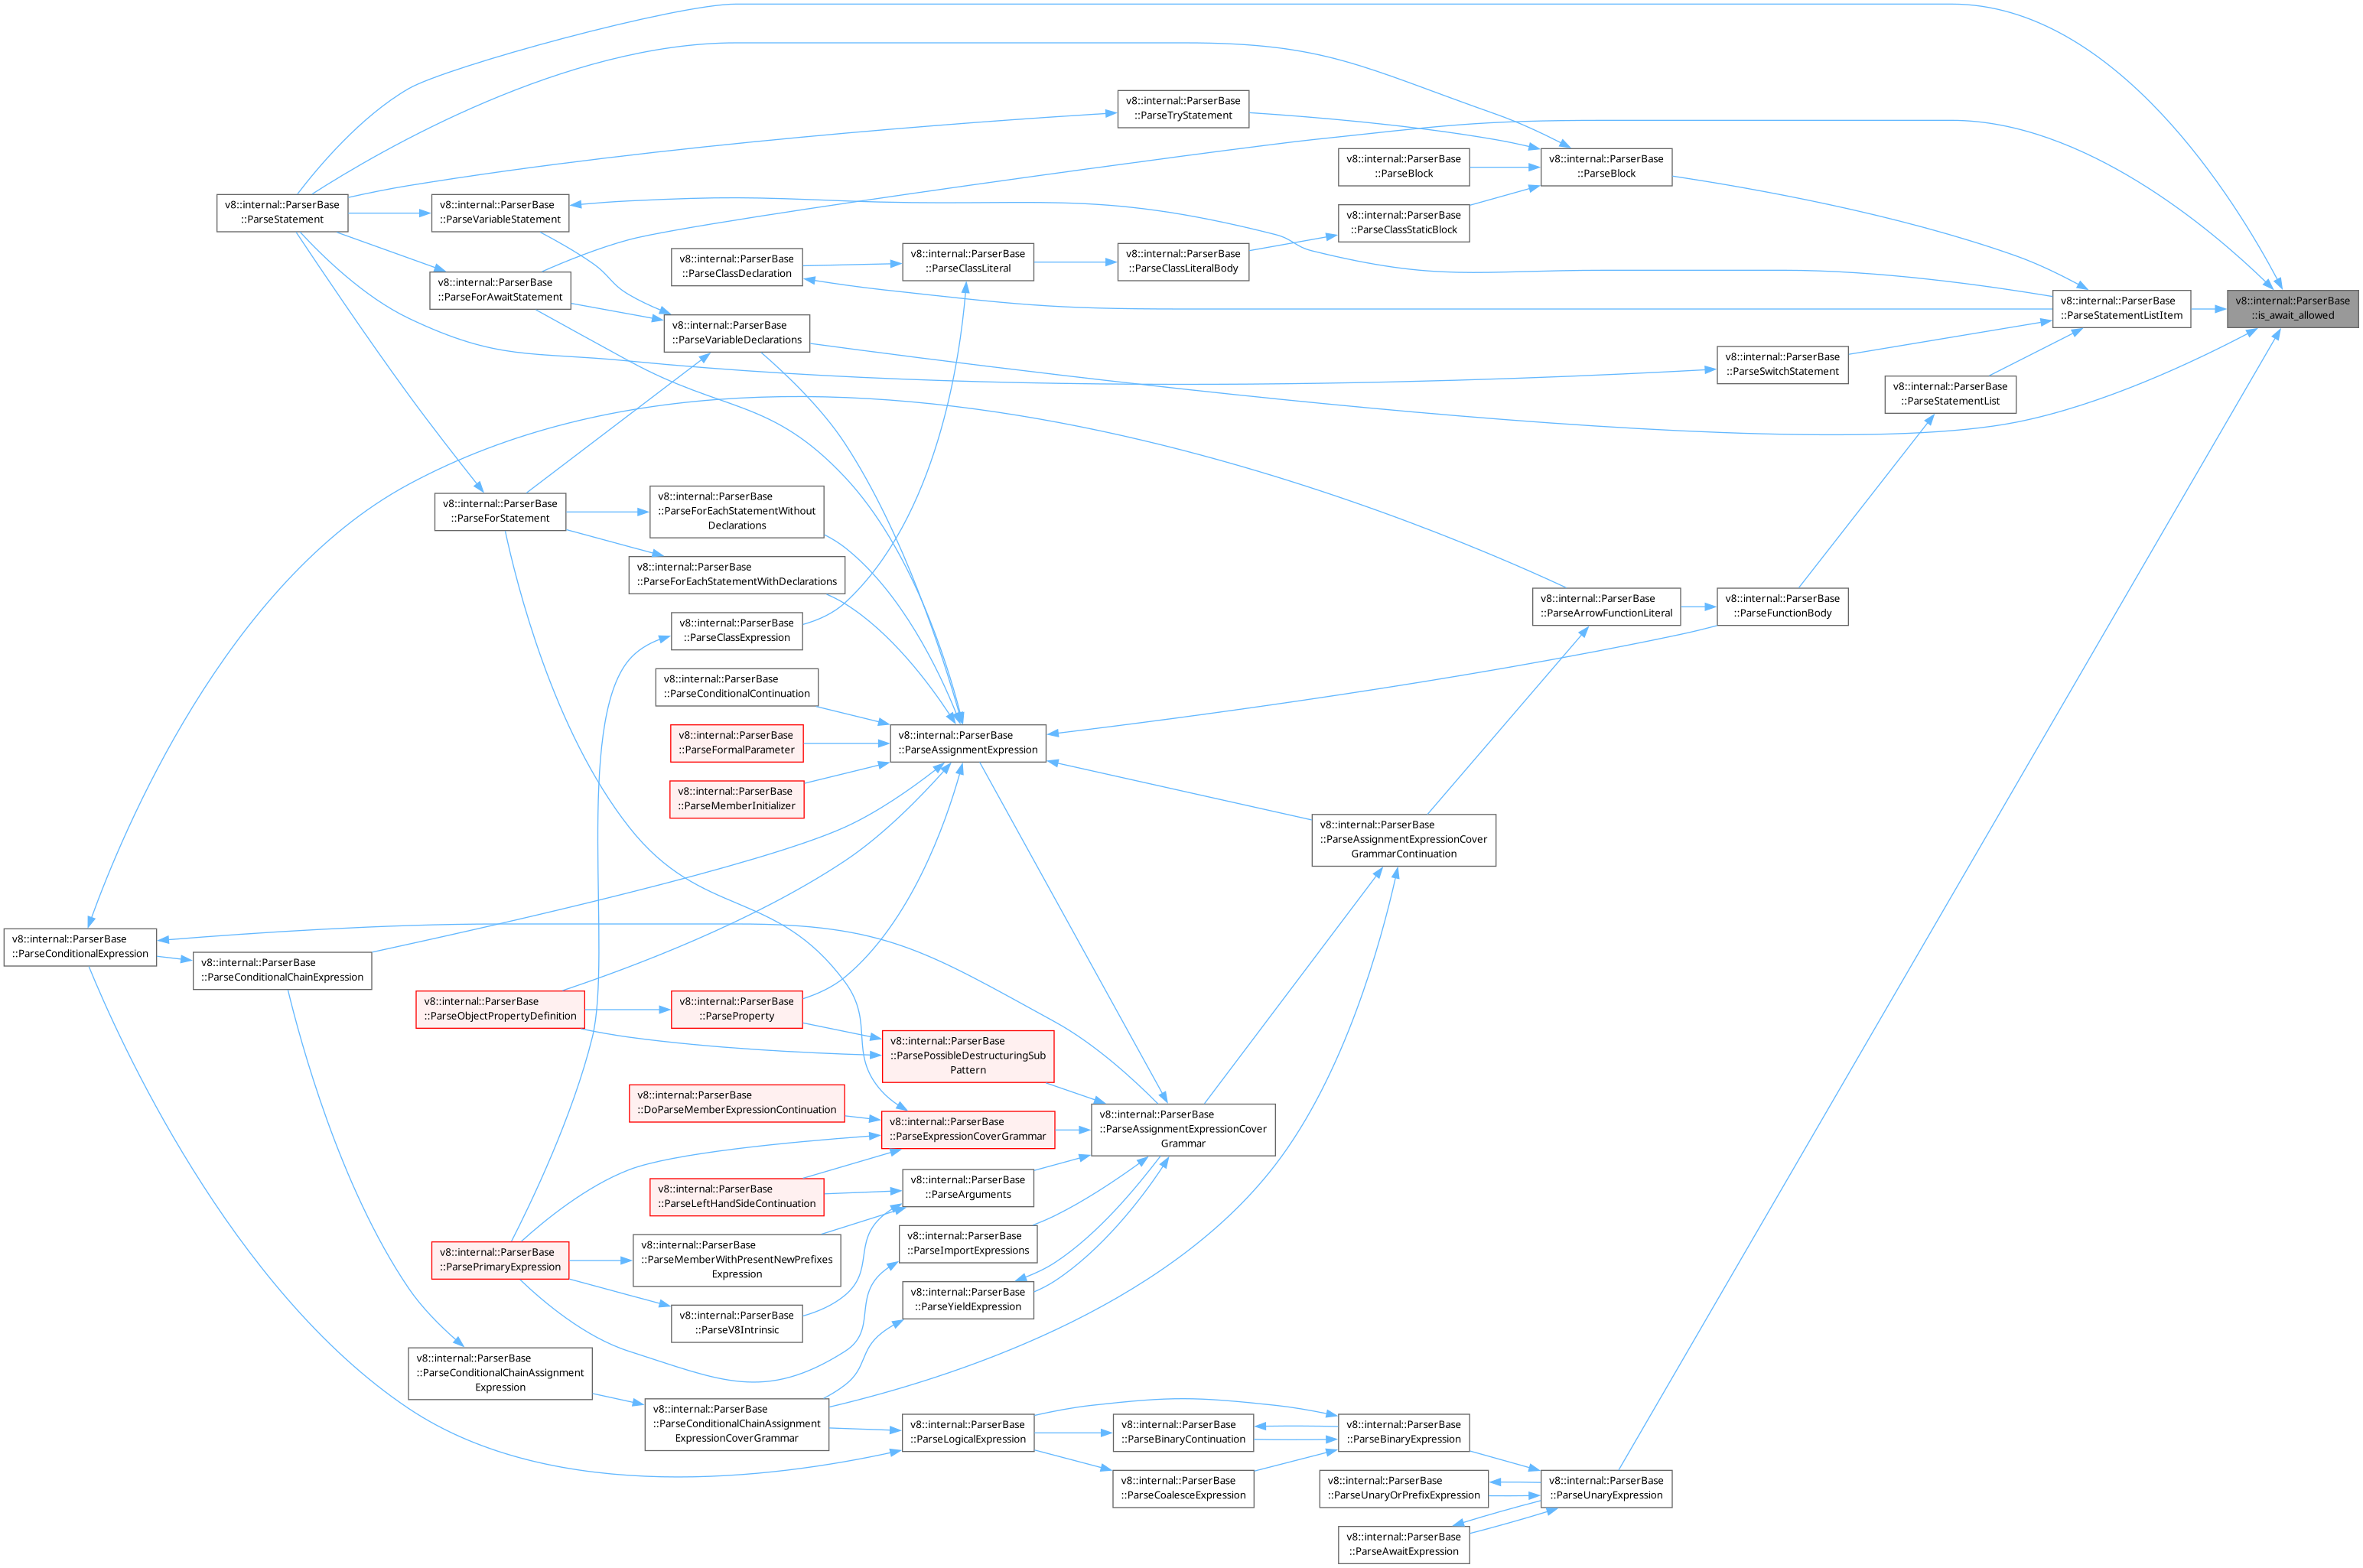 v8::internal::ParserBase
::ParseTryStatement
v8::internal::ParserBase
::ParseBlock
v8::internal::ParserBase
::ParseBlock
v8::internal::ParserBase
::ParseStatement
v8::internal::ParserBase
::ParseVariableStatement
v8::internal::ParserBase
::ParseClassStaticBlock
v8::internal::ParserBase
::ParseClassDeclaration
v8::internal::ParserBase
::ParseClassLiteral
v8::internal::ParserBase
::ParseClassLiteralBody
v8::internal::ParserBase
::ParseForAwaitStatement
v8::internal::ParserBase
::ParseStatementListItem
v8::internal::ParserBase
::is_await_allowed
v8::internal::ParserBase
::ParseVariableDeclarations
v8::internal::ParserBase
::ParseSwitchStatement
v8::internal::ParserBase
::ParseStatementList
v8::internal::ParserBase
::ParseForStatement
v8::internal::ParserBase
::ParseForEachStatementWithout
Declarations
v8::internal::ParserBase
::ParseForEachStatementWithDeclarations
v8::internal::ParserBase
::ParseArrowFunctionLiteral
v8::internal::ParserBase
::ParseFunctionBody
v8::internal::ParserBase
::ParseClassExpression
v8::internal::ParserBase
::ParseConditionalContinuation
v8::internal::ParserBase
::ParseFormalParameter
v8::internal::ParserBase
::ParseAssignmentExpression
v8::internal::ParserBase
::ParseMemberInitializer
v8::internal::ParserBase
::ParseAssignmentExpressionCover
GrammarContinuation
v8::internal::ParserBase
::ParseConditionalExpression
v8::internal::ParserBase
::ParseConditionalChainExpression
v8::internal::ParserBase
::ParseObjectPropertyDefinition
v8::internal::ParserBase
::ParseProperty
v8::internal::ParserBase
::ParsePossibleDestructuringSub
Pattern
v8::internal::ParserBase
::DoParseMemberExpressionContinuation
v8::internal::ParserBase
::ParseExpressionCoverGrammar
v8::internal::ParserBase
::ParseAssignmentExpressionCover
Grammar
v8::internal::ParserBase
::ParseLeftHandSideContinuation
v8::internal::ParserBase
::ParseArguments
v8::internal::ParserBase
::ParsePrimaryExpression
v8::internal::ParserBase
::ParseMemberWithPresentNewPrefixes
Expression
v8::internal::ParserBase
::ParseImportExpressions
v8::internal::ParserBase
::ParseV8Intrinsic
v8::internal::ParserBase
::ParseYieldExpression
v8::internal::ParserBase
::ParseConditionalChainAssignment
Expression
v8::internal::ParserBase
::ParseConditionalChainAssignment
ExpressionCoverGrammar
v8::internal::ParserBase
::ParseLogicalExpression
v8::internal::ParserBase
::ParseBinaryContinuation
v8::internal::ParserBase
::ParseBinaryExpression
v8::internal::ParserBase
::ParseCoalesceExpression
v8::internal::ParserBase
::ParseUnaryOrPrefixExpression
v8::internal::ParserBase
::ParseUnaryExpression
v8::internal::ParserBase
::ParseAwaitExpression